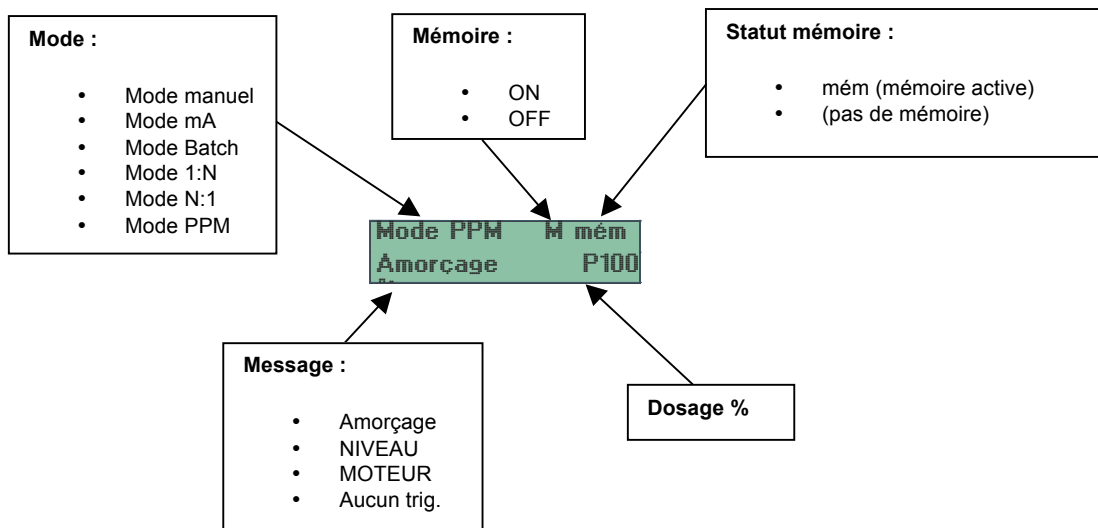 Mode :
• Mode manuel
• Mode mA
• Mode Batch
• Mode 1:N
• Mode N:1
• Mode PPM
Mémoire :
• ON
• OFF
Statut mémoire :
• mém (mémoire active)
• (pas de mémoire)
Mode PPM M mém
Amorçage P100
Message :
• Amorçage
• NIVEAU
• MOTEUR
• Aucun trig.
Dosage %